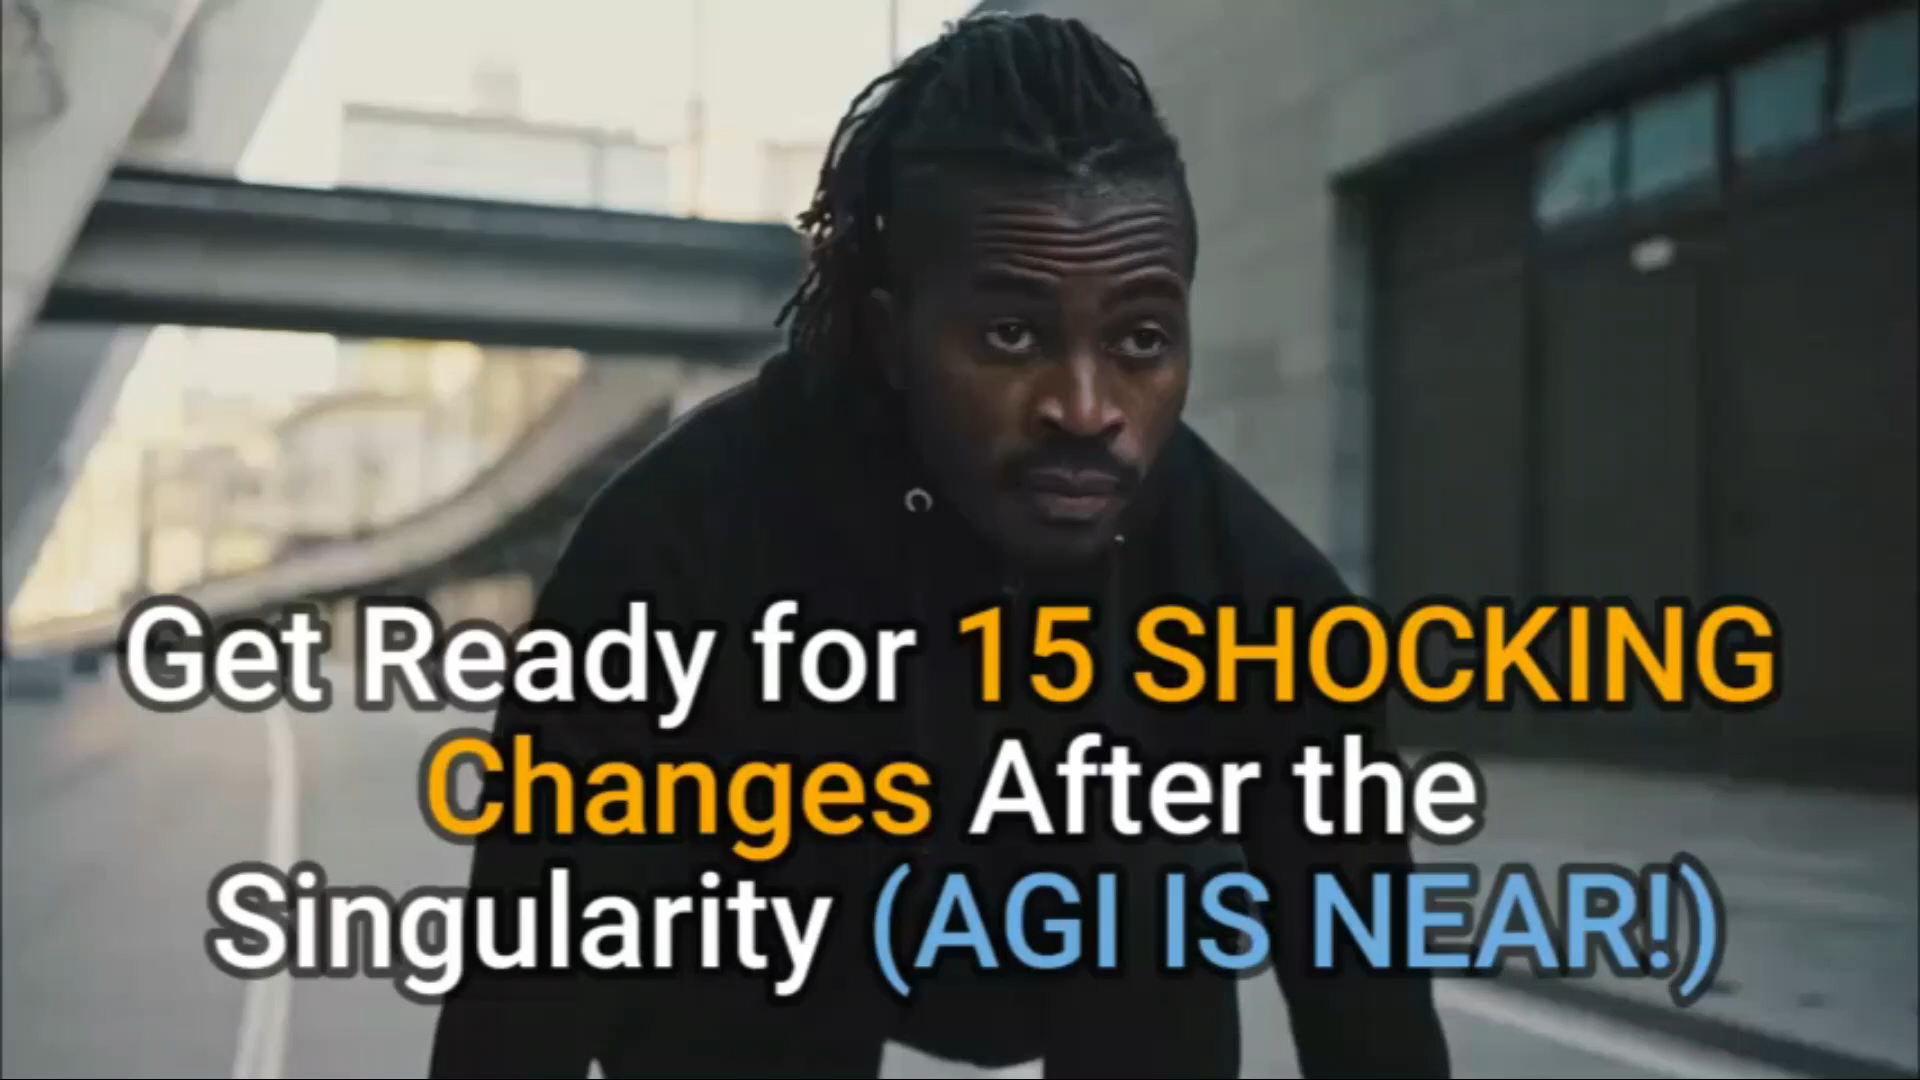 Get Ready for 15 SHOCKING
Changes After the
Singularity (AGI IS NEAR!)